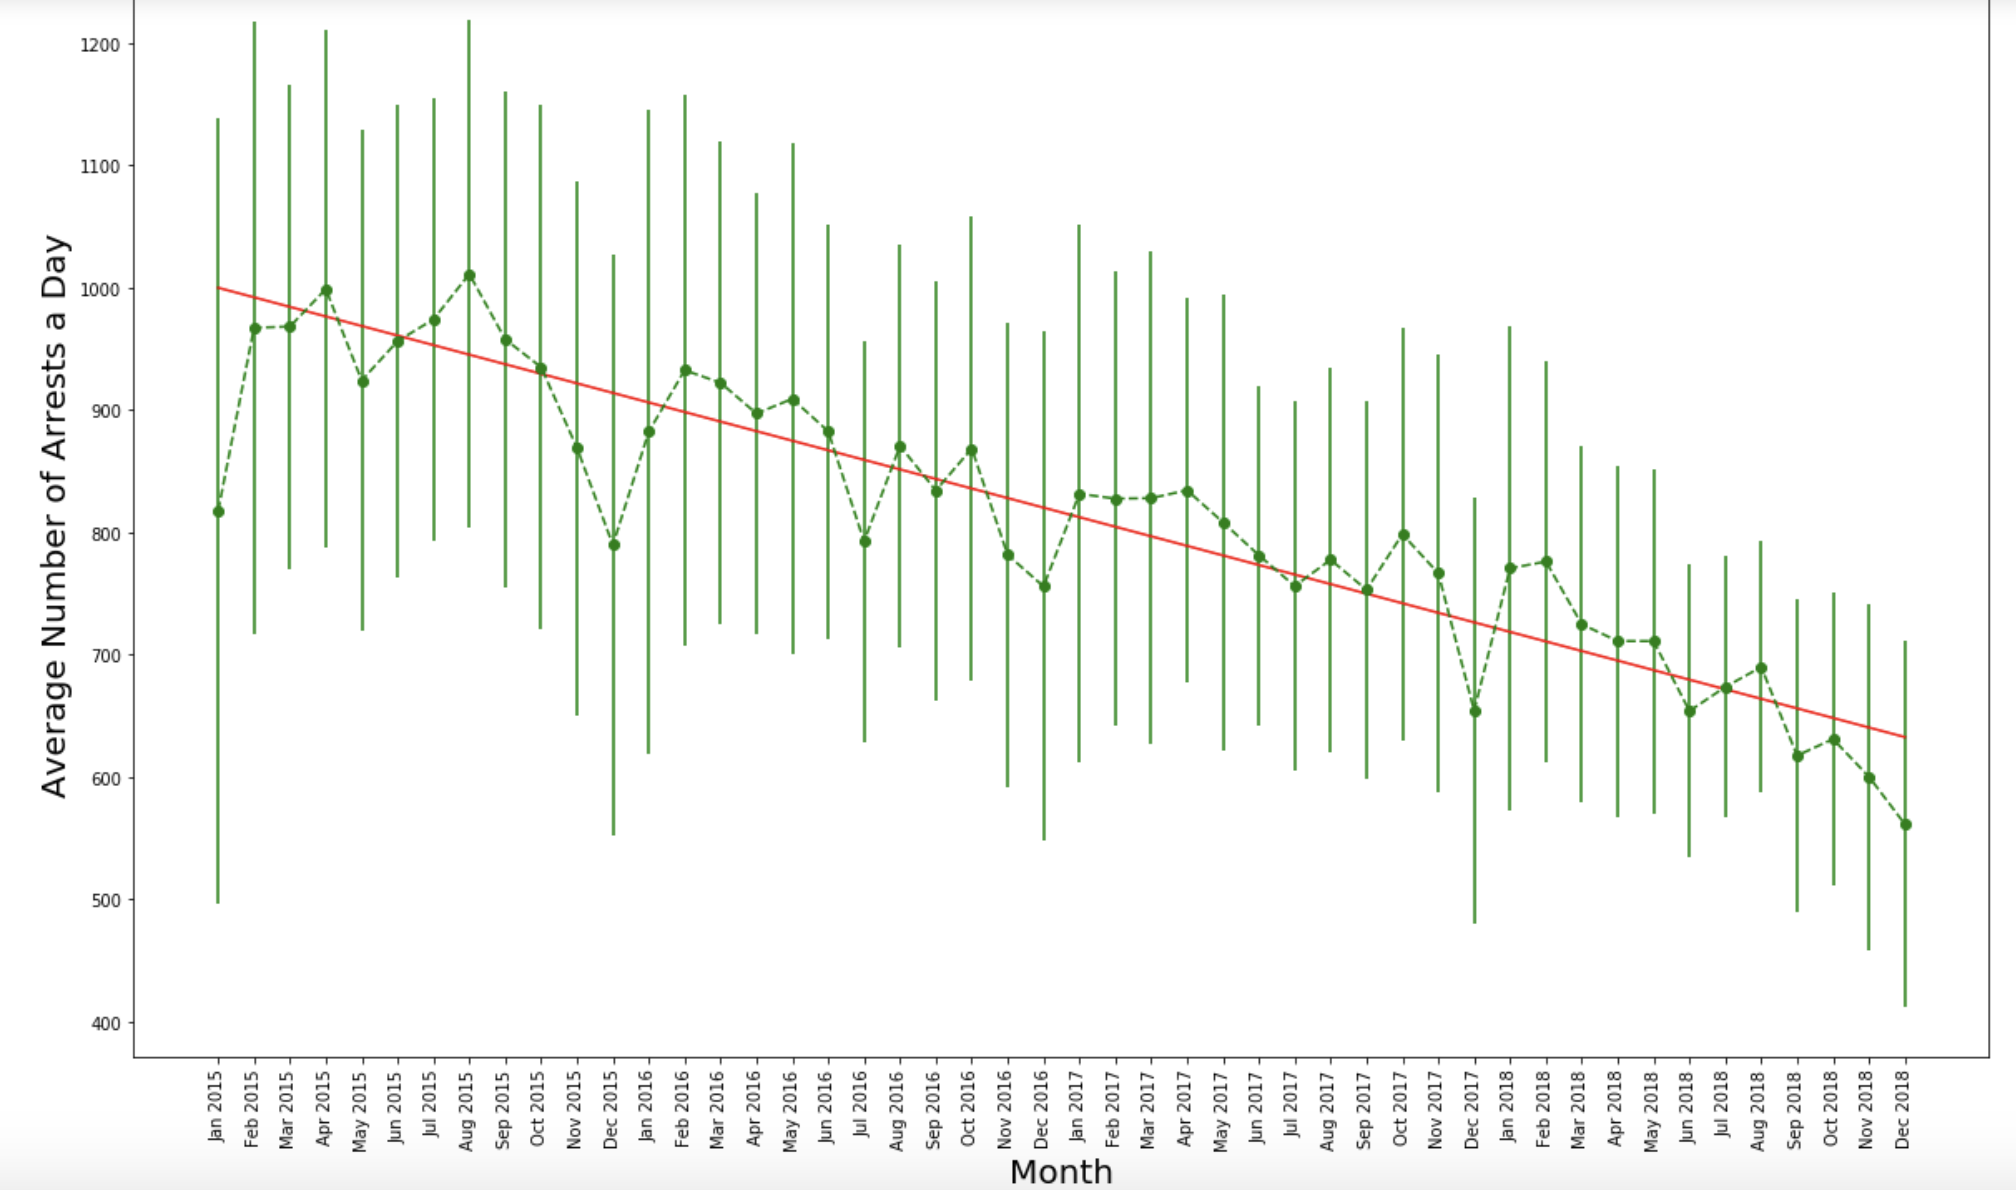 1200
1100
1000
900
800
700
600
500
400
Average Number of Arrests a Day
Jan 2015
Feb 2015
Mar 2015
Apr 2015
May 2015
Jun 2015
Jul 2015
Aug 2015
Sep 2015
Oct 2015
Nov 2015
Dec 2015
Jan 2016
Feb 2016
Mar 2016
Apr 2016
May 2016
Jun 2016
Jul 2016
Aug 2016
Sep 2016
Oct 2016
Nov 2016
Dec 2016
Jan 2017
Feb 2017
Mar 2017
Apr 2017
May 2017
Jun 2017
Jul 2017
Aug 2017
Sep 2017
Oct 2017
Nov 2017
Dec 2017
Jan 2018
Feb 2018
Mar 2018
Apr 2018
May 2018
Jun 2018
Jul 2018
Aug 2018
Sep 2018
Oct 2018
Nov 2018
Dec 2018
Month